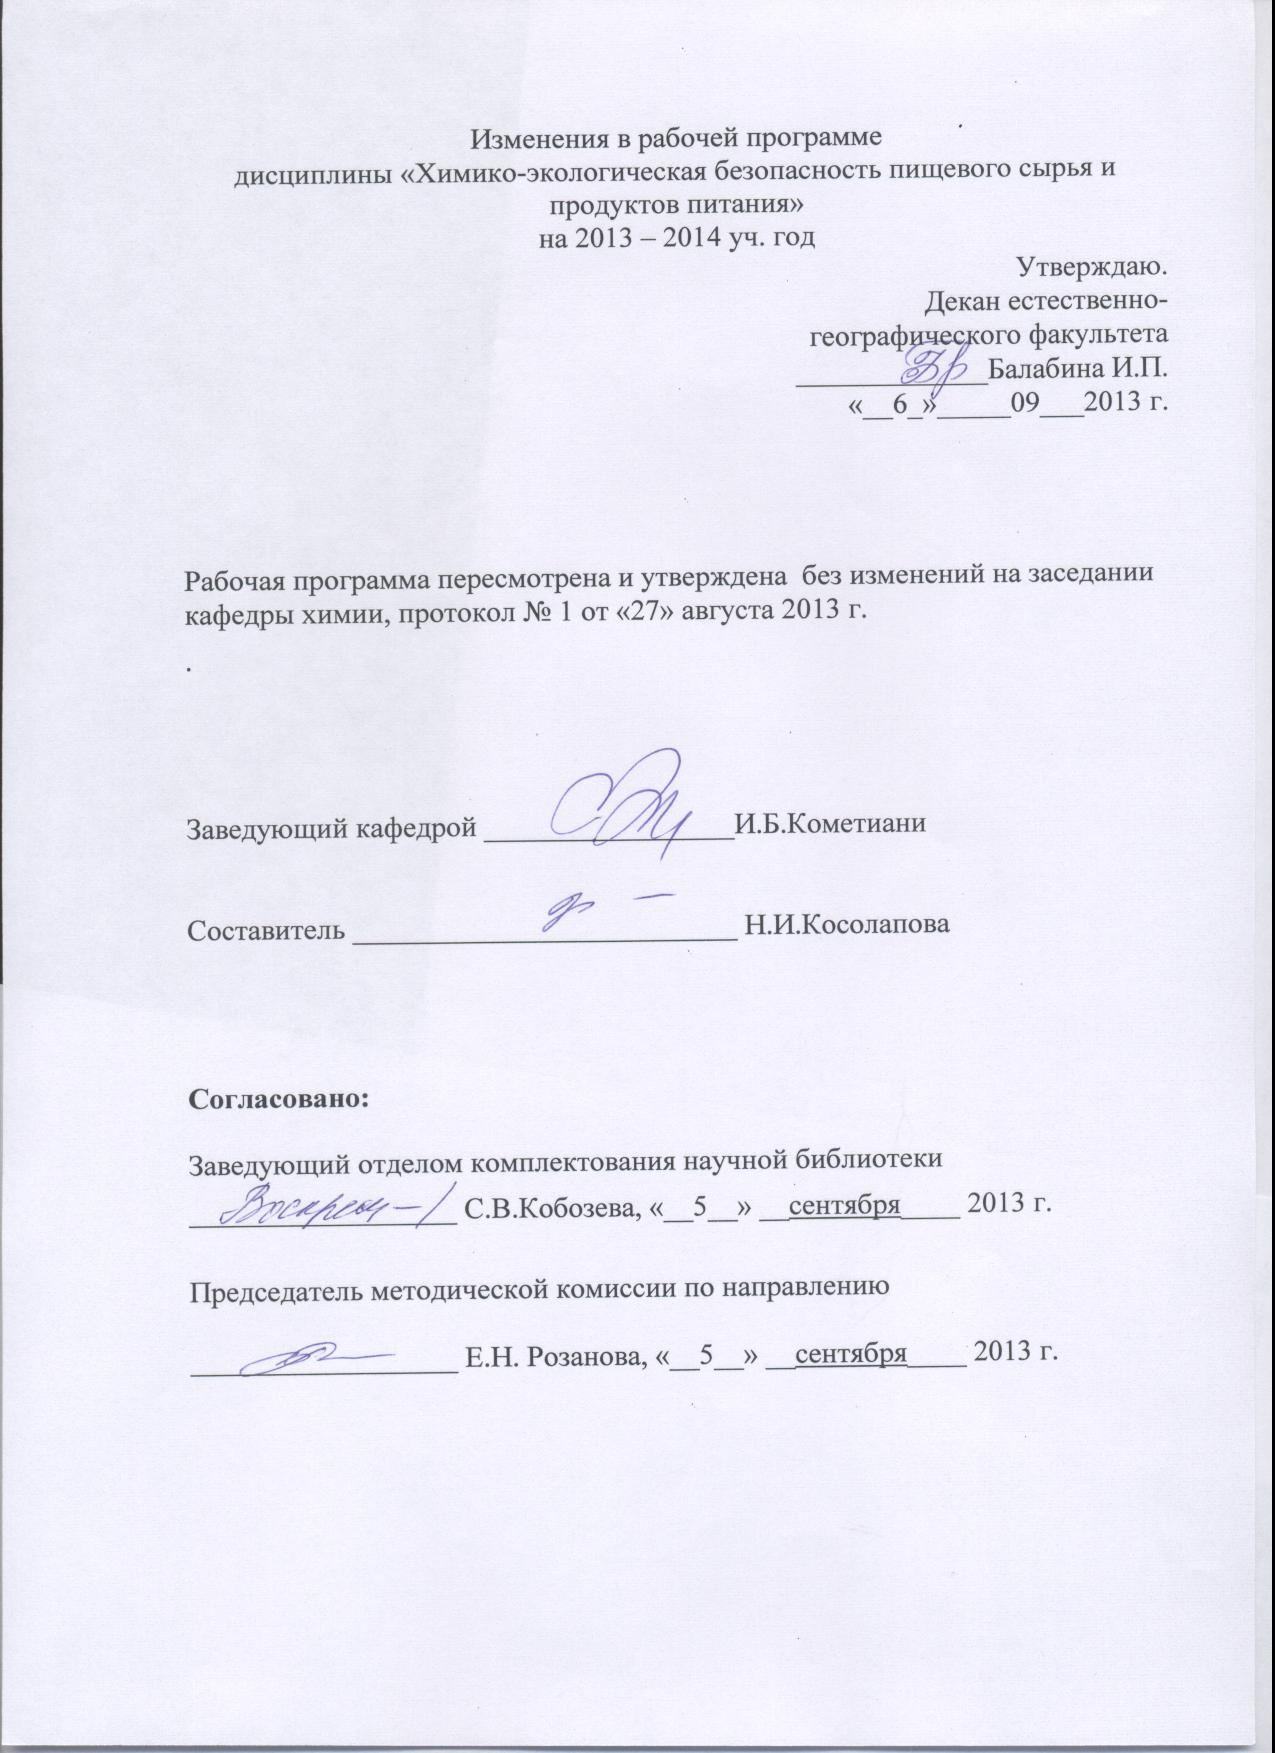 Изменения в рабочей программе
дисциплины «Химико-экологическая безопасность пищевого сырья и
продуктов питания»
на 2013 – 2014 уч. год
Утверждаю.
Декан естественно-
географического факультета
_____________Балабина И.П.
«__6_»_____09___2013 г.
Рабочая программа пересмотрена и утверждена  без изменений на заседании
кафедры химии, протокол № 1 от «27» августа 2013 г.
.
Заведующий кафедрой _________________И.Б.Кометиани
Составитель __________________________ Н.И.Косолапова
Согласовано:
Заведующий отделом комплектования научной библиотеки
__________________ С.В.Кобозева, «__5__» __сентября____ 2013 г.
Председатель методической комиссии по направлению
__________________ Е.Н. Розанова, «__5__» __сентября____ 2013 г.